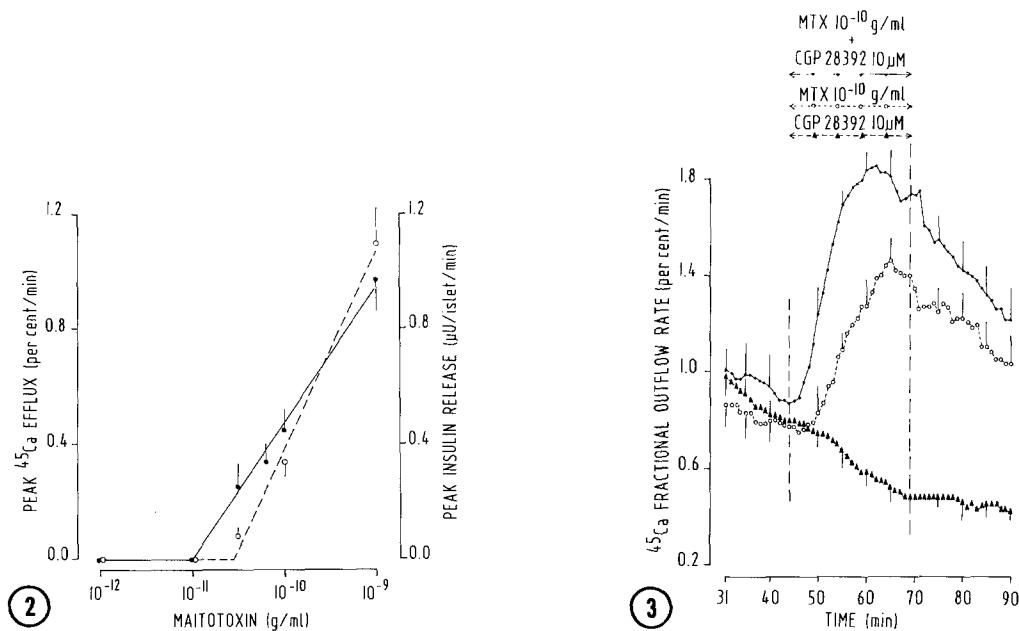 1.2
0.8
0.4
0.0
PEAK ⁴⁵Ca EFFLUX (per cent/min)
1.2
0.8
0.4
0.0
PEAK INSULIN RELEASE (μU/islet/min)
10⁻¹² 10⁻¹¹ 10⁻¹⁰ 10⁻⁹
MAITOTOXIN (g/ml)
2
MTX 10⁻¹⁰ g/ml
+
CGP 28392 10μM
MTX 10⁻¹⁰ g/ml
CGP 28392 10μM
1.8
1.4
1.0
0.6
0.2
⁴⁵Ca FRACTIONAL OUTFLOW RATE (per cent/min)
31 40 50 60 70 80 90
TIME (min)
3